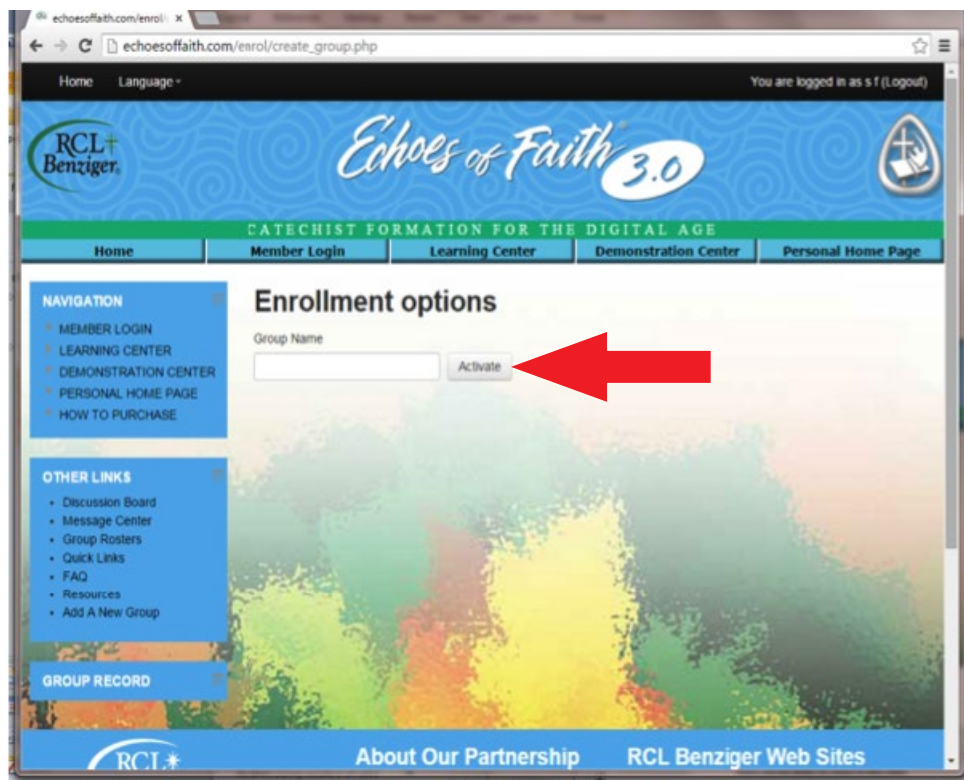 echoesoffaith.com/enrol/
echoesoffaith.com/enrol/create_group.php
Home Language
You are logged in as s f (Logout)
RCL
Benziger
Echoes of Faith 3.0
CATECHIST FORMATION FOR THE DIGITAL AGE
Home Member Login Learning Center Demonstration Center Personal Home Page
NAVIGATION
MEMBER LOGIN
LEARNING CENTER
DEMONSTRATION CENTER
PERSONAL HOME PAGE
HOW TO PURCHASE
Enrollment options
Group Name
Activate
OTHER LINKS
Discussion Board
Message Center
Group Rosters
Quick Links
FAQ
Resources
Add A New Group
GROUP RECORD
RCL
About Our Partnership
RCL Benziger Web Sites